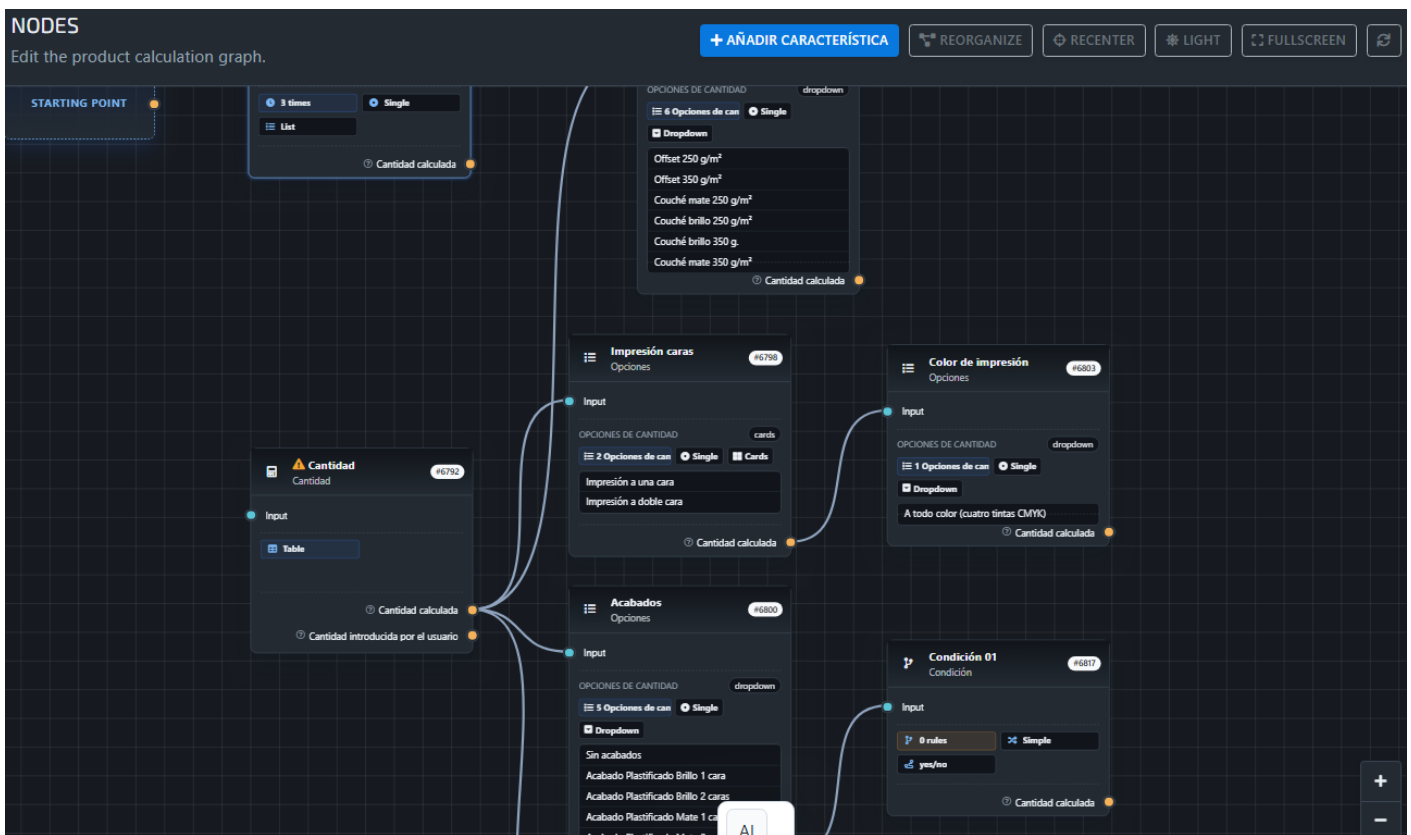 NODES
Edit the product calculation graph.
AÑADIR CARACTERÍSTICA
REORGANIZE
RECENTER
LIGHT
FULLSCREEN
STARTING POINT
3 times
Single
List
Cantidad calculada
OPCIONES DE CANTIDAD
dropdown
6 Opciones de can
Single
Dropdown
Offset 250 g/m²
Offset 350 g/m²
Couché mate 250 g/m²
Couché brillo 250 g/m²
Couché brillo 350 g.
Couché mate 350 g/m²
Cantidad calculada
Impresión caras
Opciones
#6798
Input
OPCIONES DE CANTIDAD
cards
2 Opciones de can
Single
Cards
Impresión a una cara
Impresión a doble cara
Cantidad calculada
Color de impresión
Opciones
#6803
Input
OPCIONES DE CANTIDAD
dropdown
1 Opciones de can
Single
Dropdown
A todo color (cuatro tintas CMYK)
Cantidad calculada
Cantidad
Cantidad
#6792
Input
Table
Cantidad calculada
Cantidad introducida por el usuario
Acabados
Opciones
#6800
Input
OPCIONES DE CANTIDAD
dropdown
5 Opciones de can
Single
Dropdown
Sin acabados
Acabado Plastificado Brillo 1 cara
Acabado Plastificado Brillo 2 caras
Acabado Plastificado Mate 1 ca
Condición 01
Condición
#6817
Input
0 rules
Simple
yes/no
Cantidad calculada
+
−